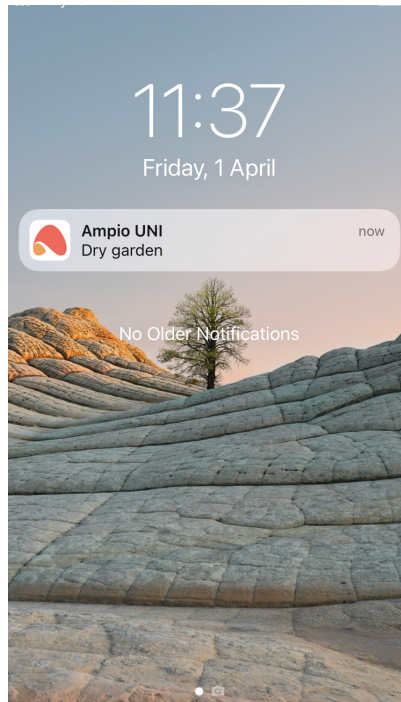 11:37
Friday, 1 April
Ampio UNI
now
Dry garden
No Older Notifications